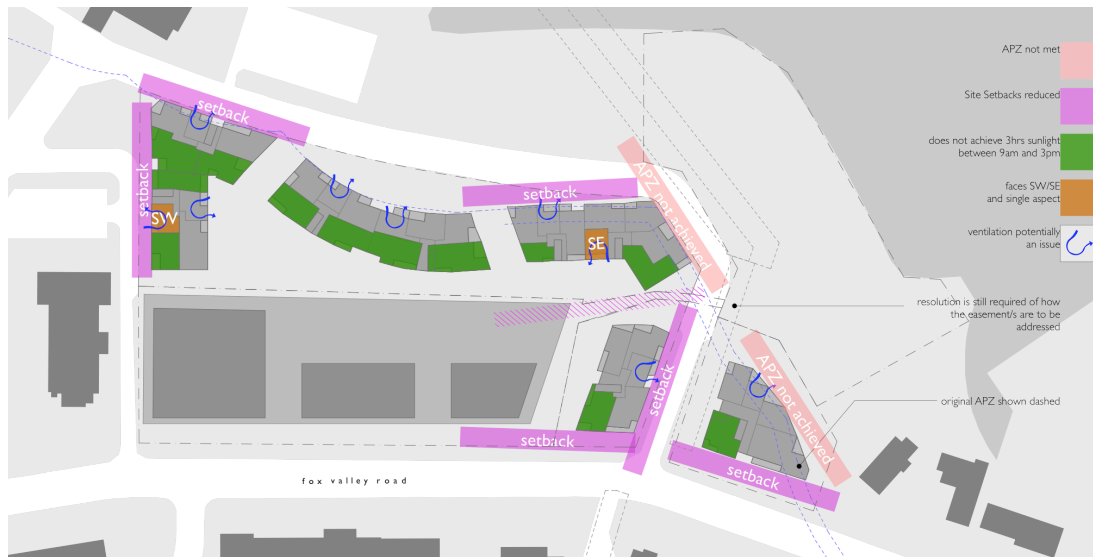 APZ not met
Site Setbacks reduced
does not achieve 3hrs sunlight
between 9am and 3pm
faces SW/SE
and single aspect
ventilation potentially
an issue
resolution is still required of how
the easement/s are to be
addressed
original APZ shown dashed
setback
setback
SW
setback
SE
APZ not achieved
setback
setback
APZ not achieved
setback
fox valley road